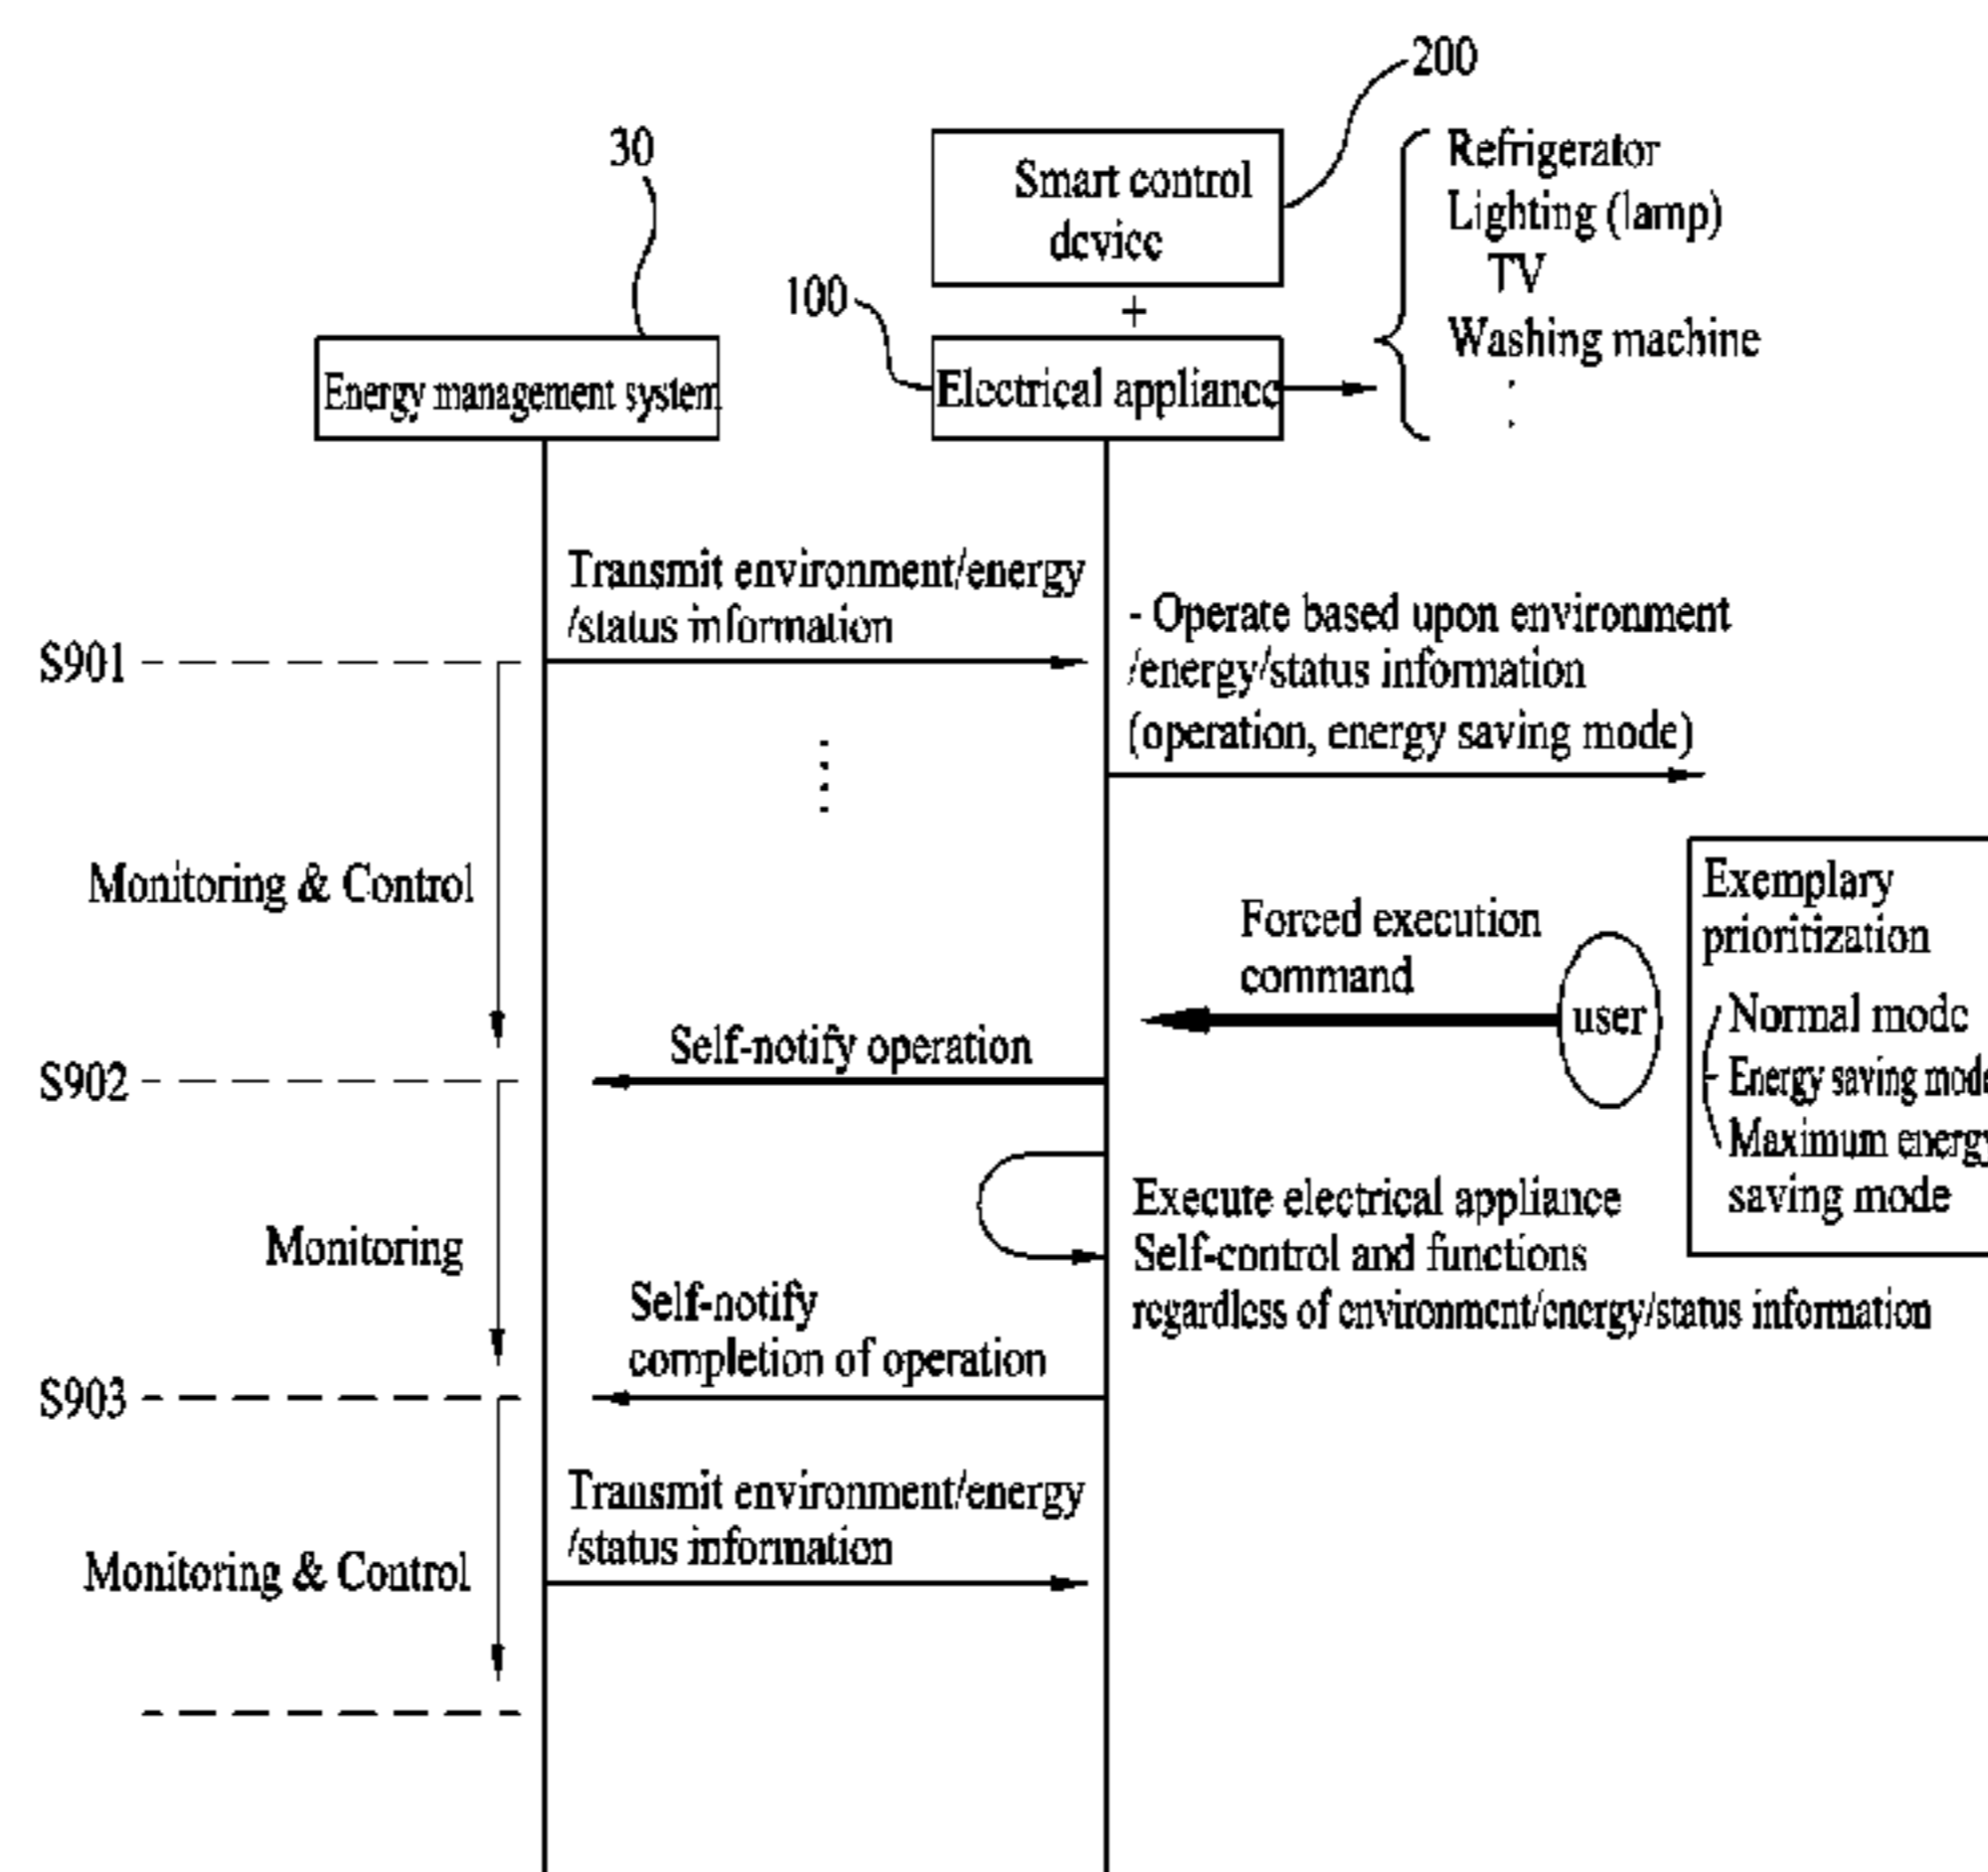 200
30
Smart control
device
Refrigerator
Lighting (lamp)
TV
Washing machine
100
+
Energy management system
Electrical appliance
Transmit environment/energy
/status information
- Operate based upon environment
/energy/status information
(operation, energy saving mode)
S901
Monitoring & Control
Forced execution
command
user
Exemplary
prioritization
Normal mode
Energy saving mode
Maximum energy
saving mode
Self-notify operation
S902
Execute electrical appliance
Self-control and functions
regardless of environment/energy/status information
Monitoring
Self-notify
completion of operation
S903
Transmit environment/energy
/status information
Monitoring & Control